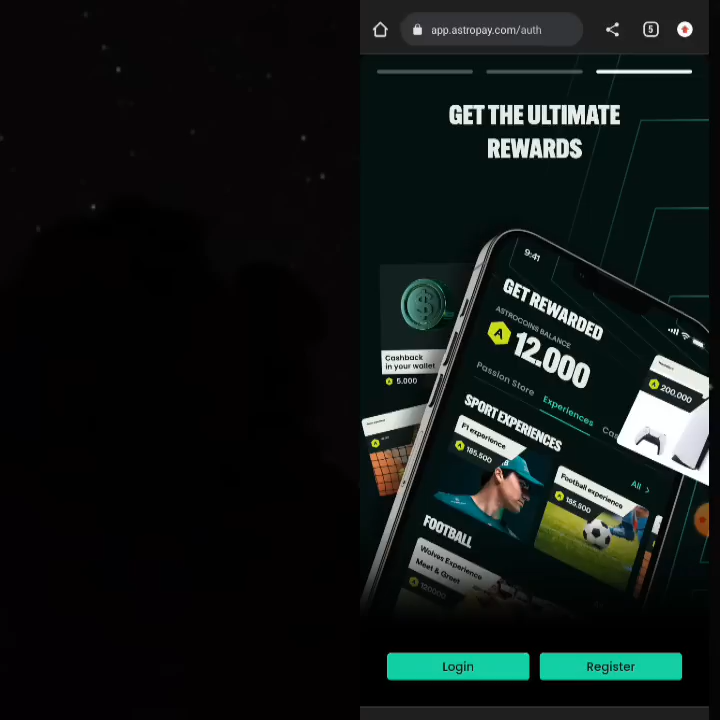 app.astropay.com/auth
5
GET THE ULTIMATE
REWARDS
9:41
GET REWARDED
ASTROCOINS BALANCE
A 12.000
Passion Store Experiences
SPORT EXPERIENCES
All >
F1 experience
185.500
Football experience
185.500
FOOTBALL
Wolves Experience
Meet & Greet
Cashback
in your wallet
5.000
200.000
Login
Register